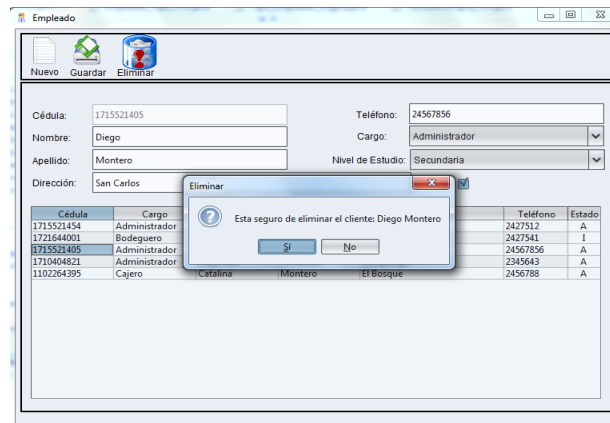 Empleado
Nuevo Guardar Eliminar
Cédula: 1715521405 Teléfono: 24567856
Nombre: Diego Cargo: Administrador
Apellido: Montero Nivel de Estudio: Secundaria
Dirección: San Carlos
Eliminar
Esta seguro de eliminar el cliente: Diego Montero
Sí No
Cédula Cargo Teléfono Estado
1715521454 Administrador 2427512 A
1721644001 Bodeguero 2427541 I
1715521405 Administrador 24567856 A
1710404821 Administrador 2345643 A
1102264395 Cajero Catalina Montero El Bosque 2456788 A